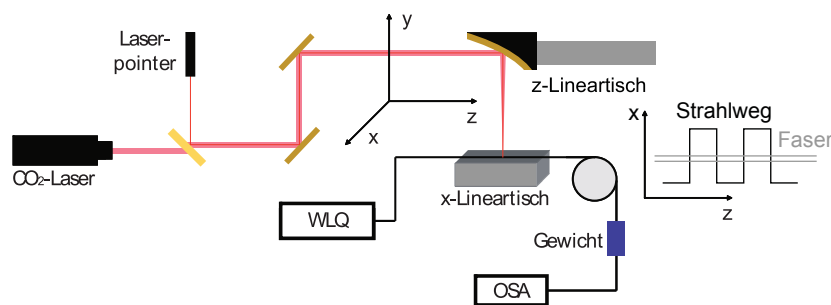 Laser-
pointer
CO₂-Laser
y
z
x
z-Lineartisch
x-Lineartisch
WLQ
Gewicht
OSA
x
Strahlweg
Faser
z